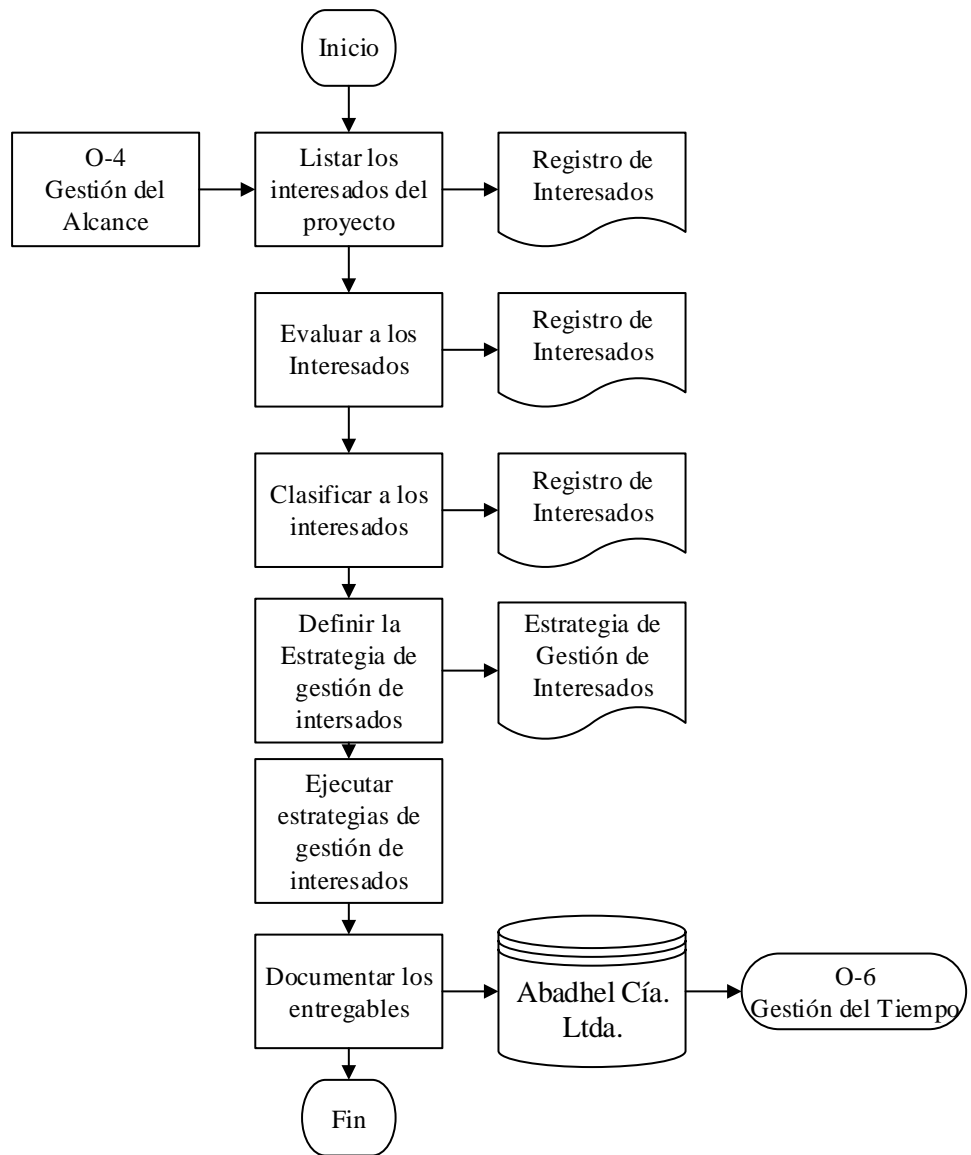 Inicio
O-4
Gestión del
Alcance
Listar los
interesados del
proyecto
Registro de
Interesados
Evaluar a los
Interesados
Registro de
Interesados
Clasificar a los
interesados
Registro de
Interesados
Definir la
Estrategia de
gestión de
intersados
Estrategia de
Gestión de
Interesados
Ejecutar
estrategias de
gestión de
interesados
Documentar los
entregables
Abadhel Cía.
Ltda.
O-6
Gestión del Tiempo
Fin